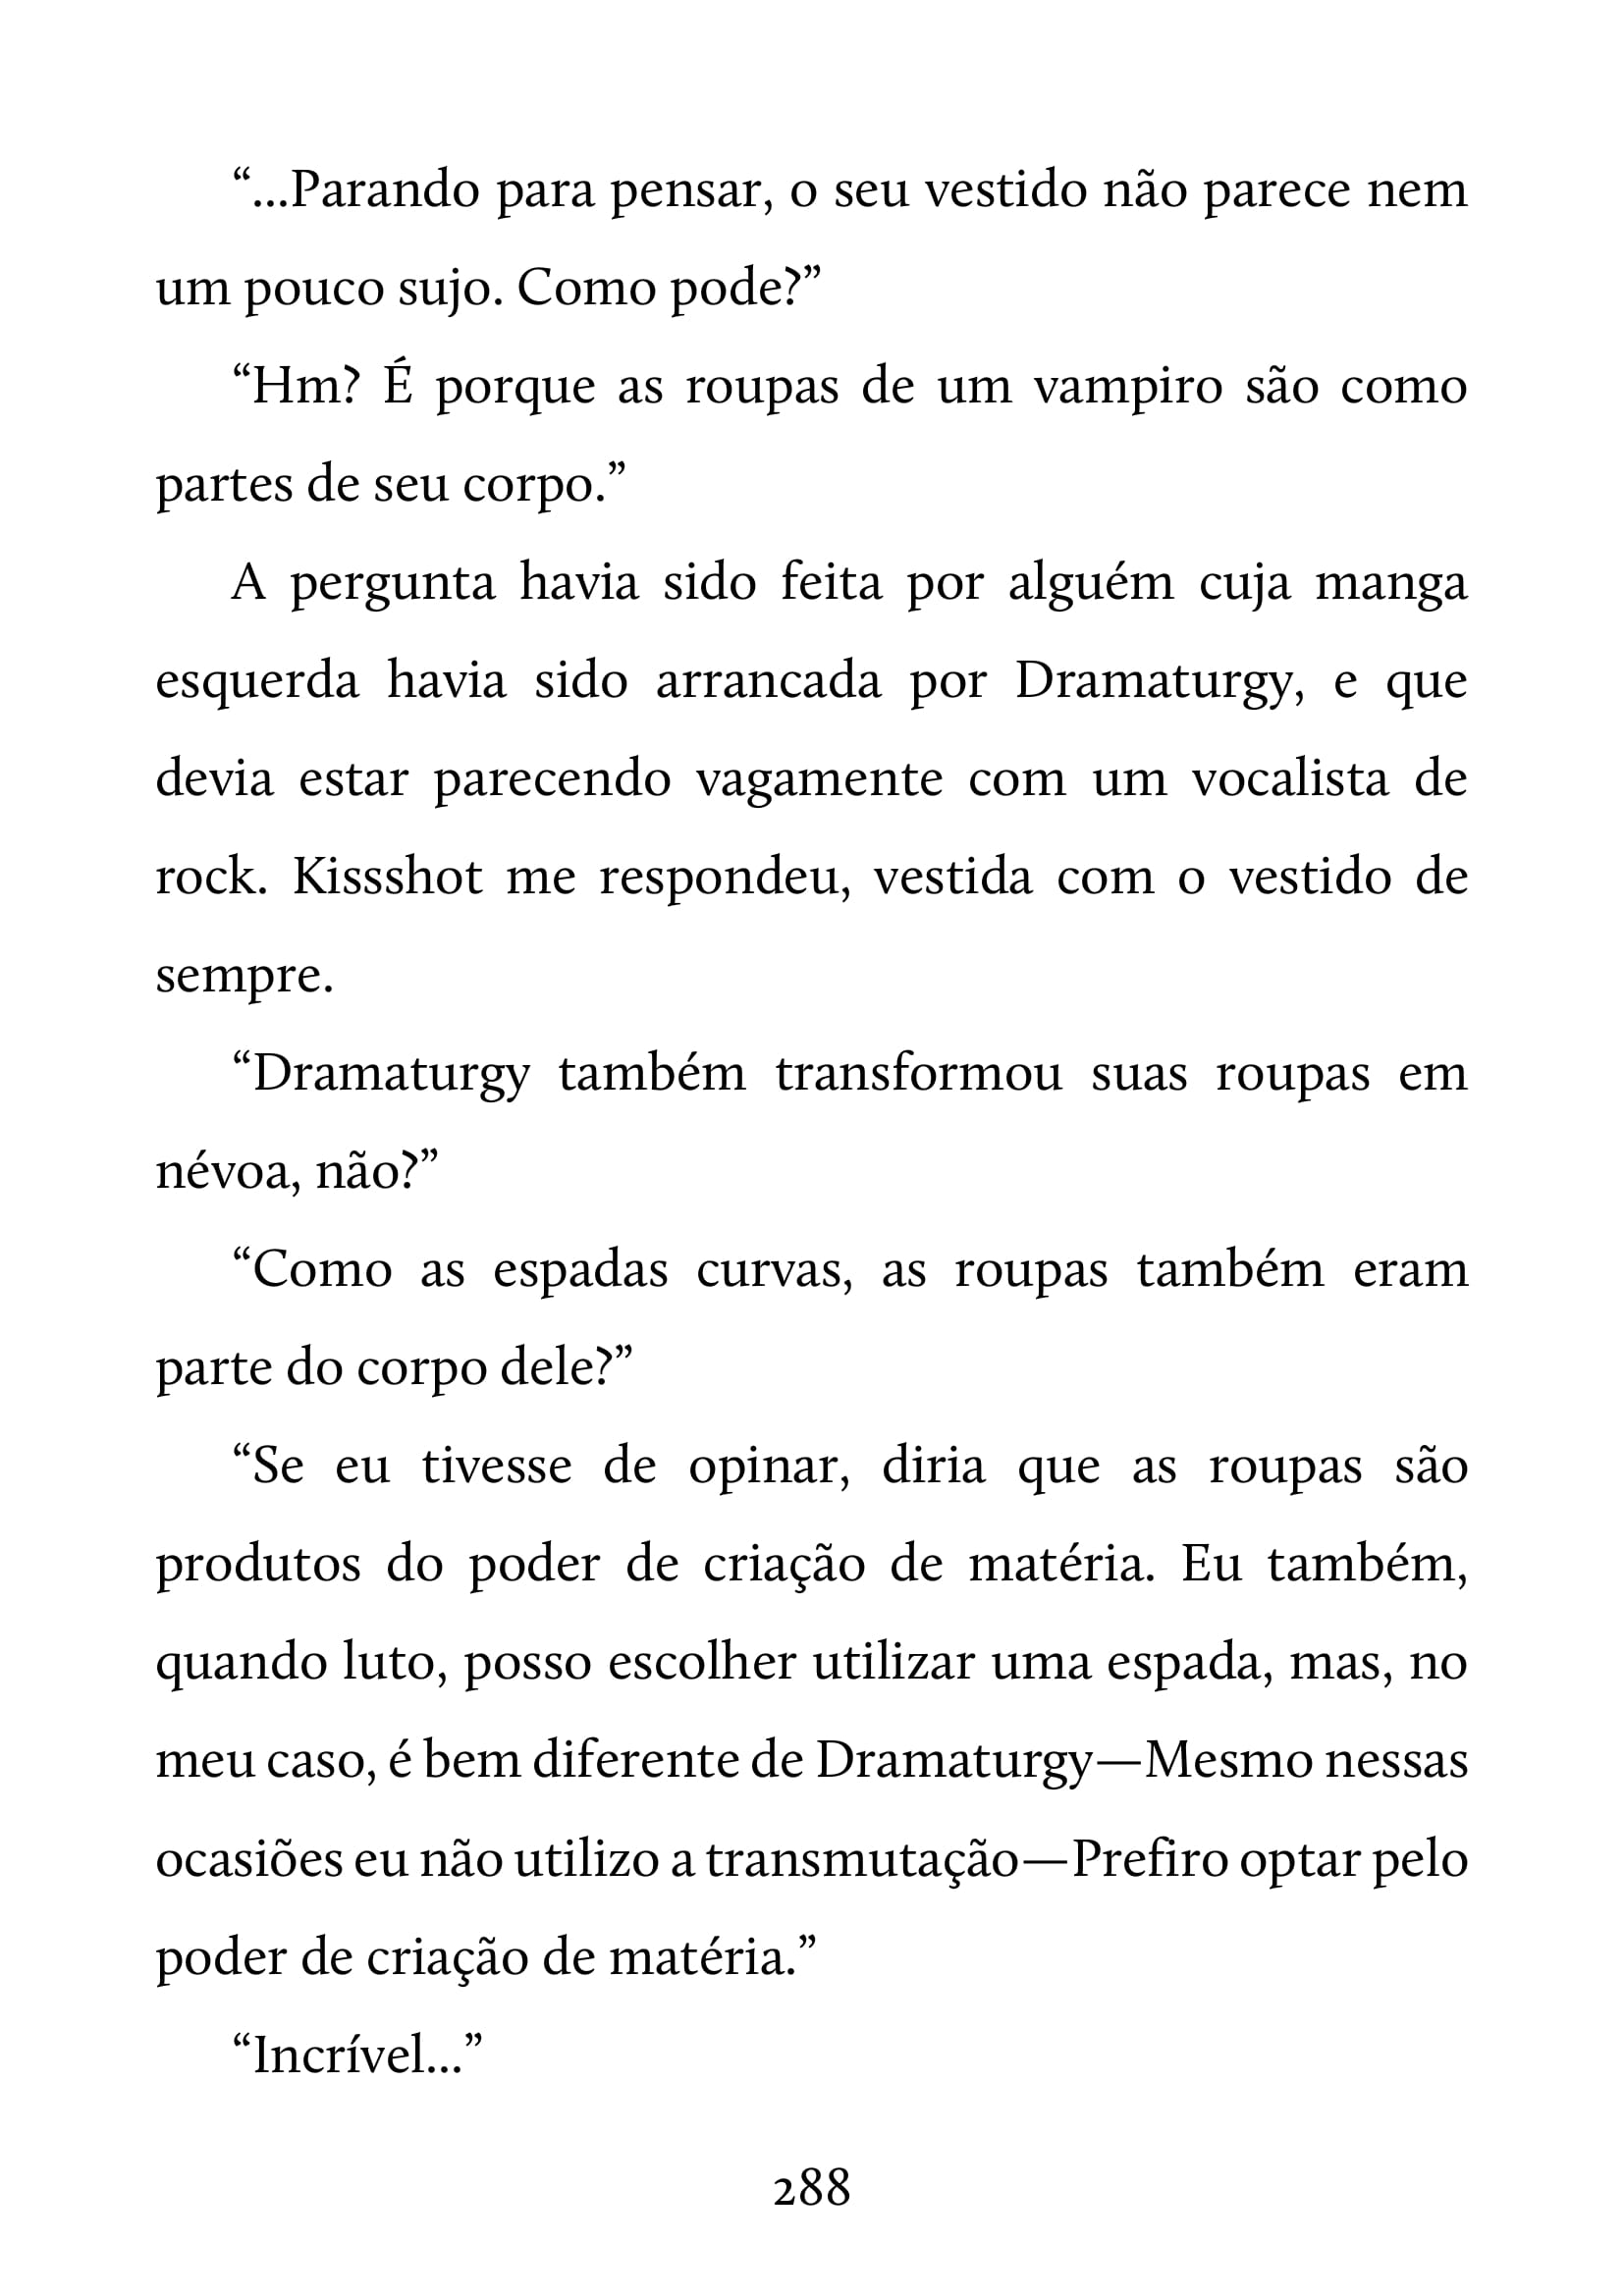 “...Parando para pensar, o seu vestido não parece nem
um pouco sujo. Como pode?”
“Hm? É porque as roupas de um vampiro são como
partes de seu corpo.”
A pergunta havia sido feita por alguém cuja manga
esquerda havia sido arrancada por Dramaturgy, e que
devia estar parecendo vagamente com um vocalista de
rock. Kissshot me respondeu, vestida com o vestido de
sempre.
“Dramaturgy também transformou suas roupas em
névoa, não?”
“Como as espadas curvas, as roupas também eram
parte do corpo dele?”
“Se eu tivesse de opinar, diria que as roupas são
produtos do poder de criação de matéria. Eu também,
quando luto, posso escolher utilizar uma espada, mas, no
meu caso, é bem diferente de Dramaturgy—Mesmo nessas
ocasiões eu não utilizo a transmutação—Prefiro optar pelo
poder de criação de matéria.”
“Incrível...”
288